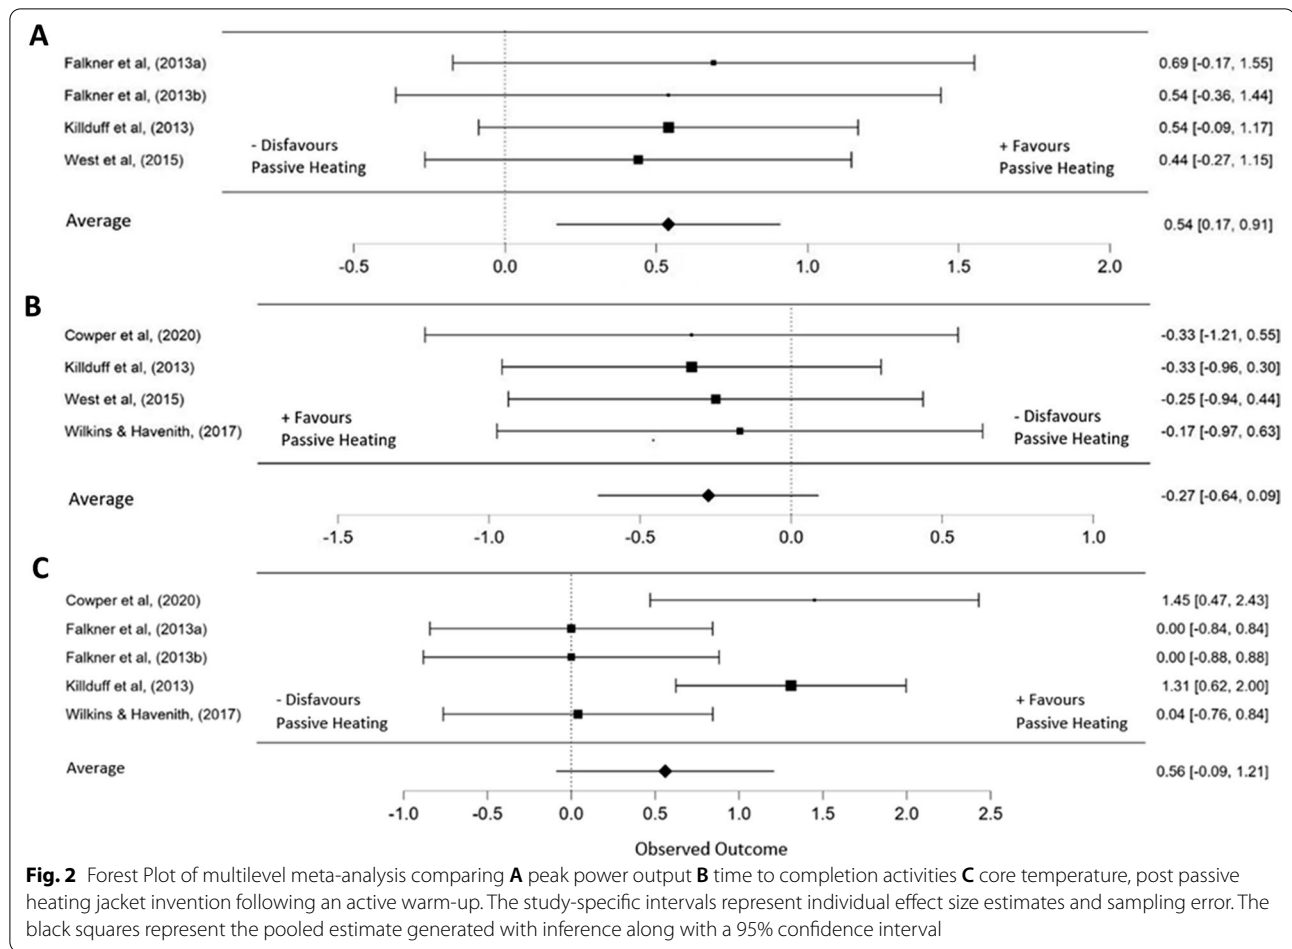 A
Falkner et al, (2013a) 0.69 [-0.17, 1.55]
Falkner et al, (2013b) 0.54 [-0.36, 1.44]
Killduff et al, (2013) 0.54 [-0.09, 1.17]
- Disfavours
Passive Heating
+ Favours
Passive Heating
West et al, (2015) 0.44 [-0.27, 1.15]
Average 0.54 [0.17, 0.91]
-0.5 0.0 0.5 1.0 1.5 2.0
B
Cowper et al, (2020) -0.33 [-1.21, 0.55]
Killduff et al, (2013) -0.33 [-0.96, 0.30]
West et al, (2015) -0.25 [-0.94, 0.44]
+ Favours
Passive Heating
- Disfavours
Passive Heating
Wilkins & Havenith, (2017) -0.17 [-0.97, 0.63]
Average -0.27 [-0.64, 0.09]
-1.5 -1.0 -0.5 0.0 0.5 1.0
C
Cowper et al, (2020) 1.45 [0.47, 2.43]
Falkner et al, (2013a) 0.00 [-0.84, 0.84]
Falkner et al, (2013b) 0.00 [-0.88, 0.88]
Killduff et al, (2013) 1.31 [0.62, 2.00]
- Disfavours
Passive Heating
+ Favours
Passive Heating
Wilkins & Havenith, (2017) 0.04 [-0.76, 0.84]
Average 0.56 [-0.09, 1.21]
-1.0 0.0 0.5 1.0 1.5 2.0 2.5
Observed Outcome
Fig. 2 Forest Plot of multilevel meta-analysis comparing A peak power output B time to completion activities C core temperature, post passive
heating jacket invention following an active warm-up. The study-specific intervals represent individual effect size estimates and sampling error. The
black squares represent the pooled estimate generated with inference along with a 95% confidence interval